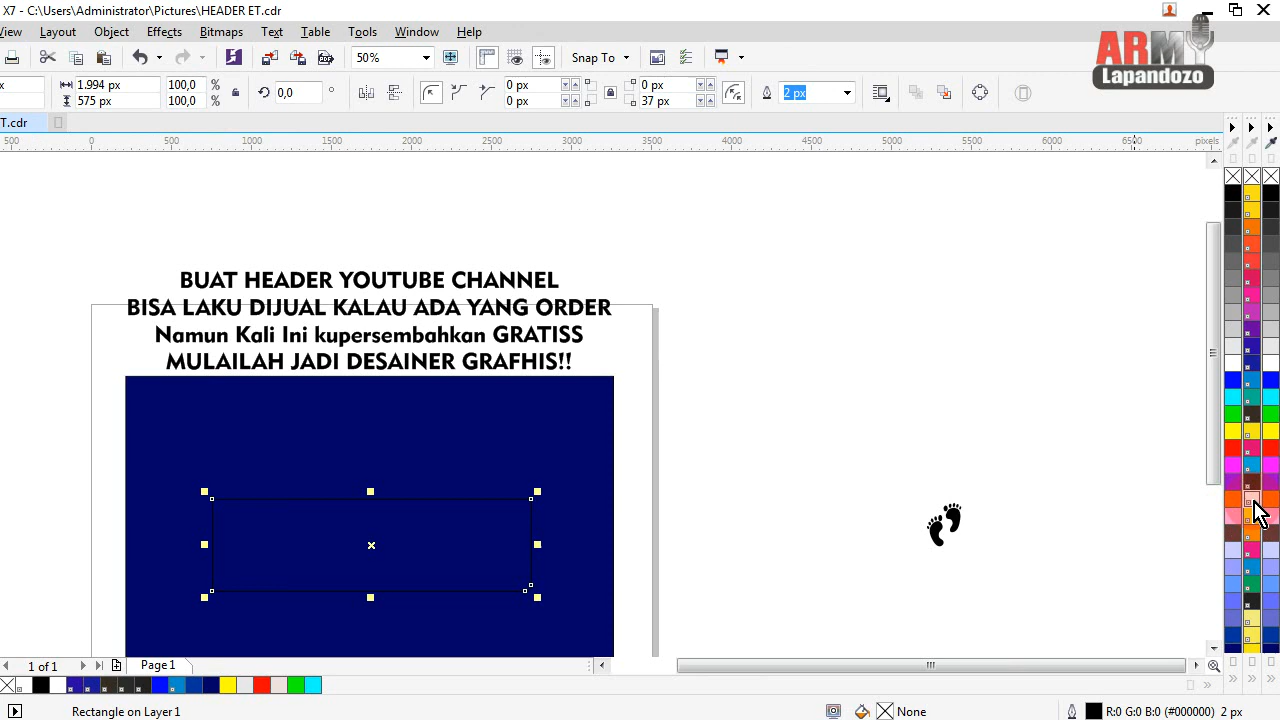 X7 - C:\Users\Administrator\Pictures\HEADER ET.cdr
View Layout Object Effects Bitmaps Text Table Tools Window Help
50% Snap To
x 1.994 px 100,0 % 0,0 ° 0 px 0 px 2 px
575 px 100,0 % 0 px 37 px
ARM
Lapandozo
T.cdr
500 500 1000 1500 2000 2500 3000 3500 4000 4500 5000 5500 6000 6500 pixels
BUAT HEADER YOUTUBE CHANNEL
BISA LAKU DIJUAL KALAU ADA YANG ORDER
Namun Kali Ini kupersembahkan GRATISS
MULAILAH JADI DESAINER GRAFHIS!!
1 of 1 Page 1
Rectangle on Layer 1 None R:0 G:0 B:0 (#000000) 2 px